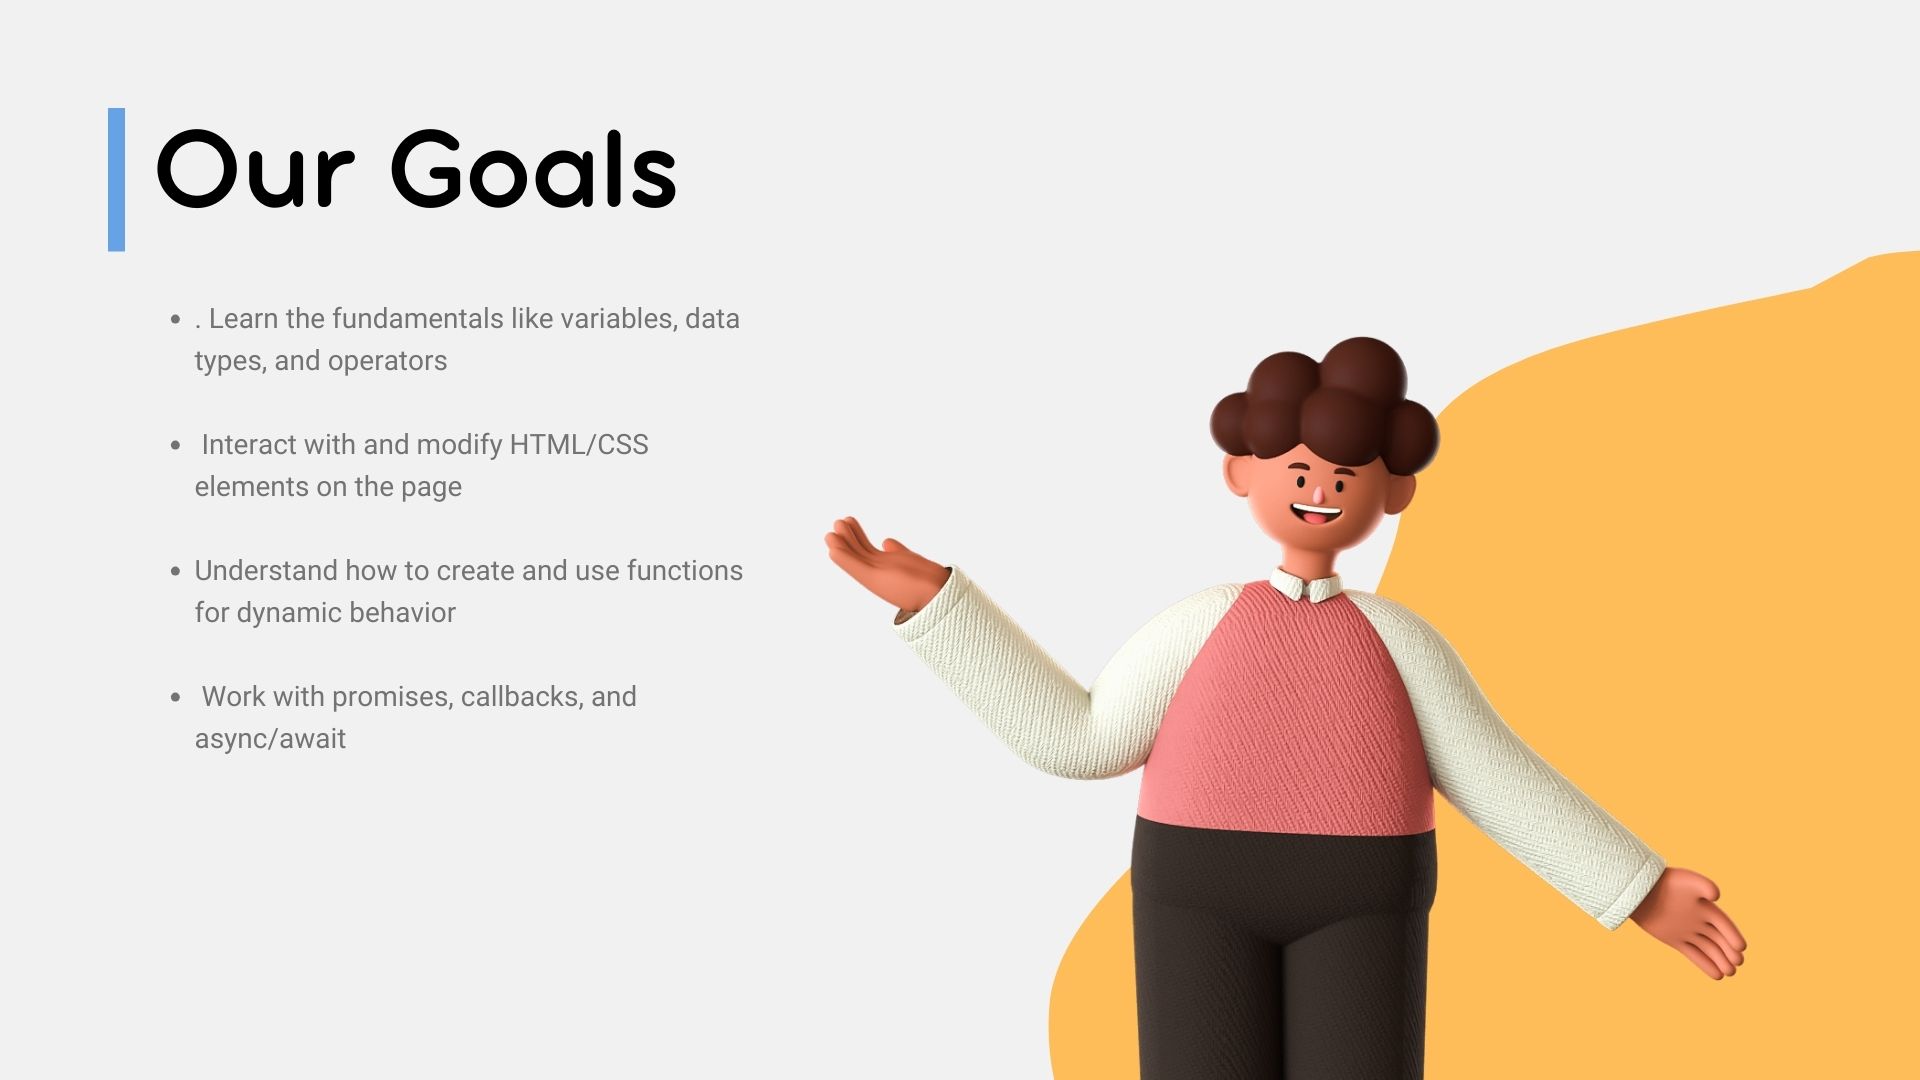 Our Goals
• . Learn the fundamentals like variables, data
types, and operators
• Interact with and modify HTML/CSS
elements on the page
• Understand how to create and use functions
for dynamic behavior
• Work with promises, callbacks, and
async/await